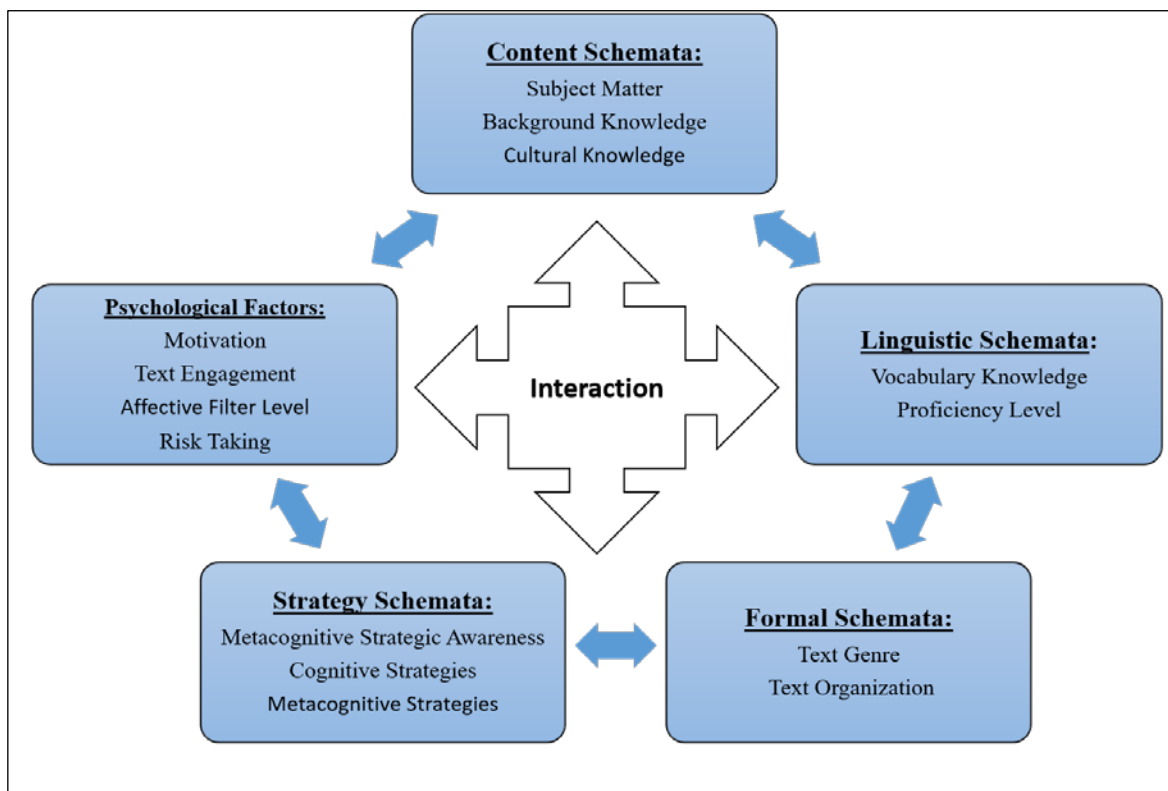 Content Schemata:
Subject Matter
Background Knowledge
Cultural Knowledge
Psychological Factors:
Motivation
Text Engagement
Affective Filter Level
Risk Taking
Interaction
Linguistic Schemata:
Vocabulary Knowledge
Proficiency Level
Strategy Schemata:
Metacognitive Strategic Awareness
Cognitive Strategies
Metacognitive Strategies
Formal Schemata:
Text Genre
Text Organization